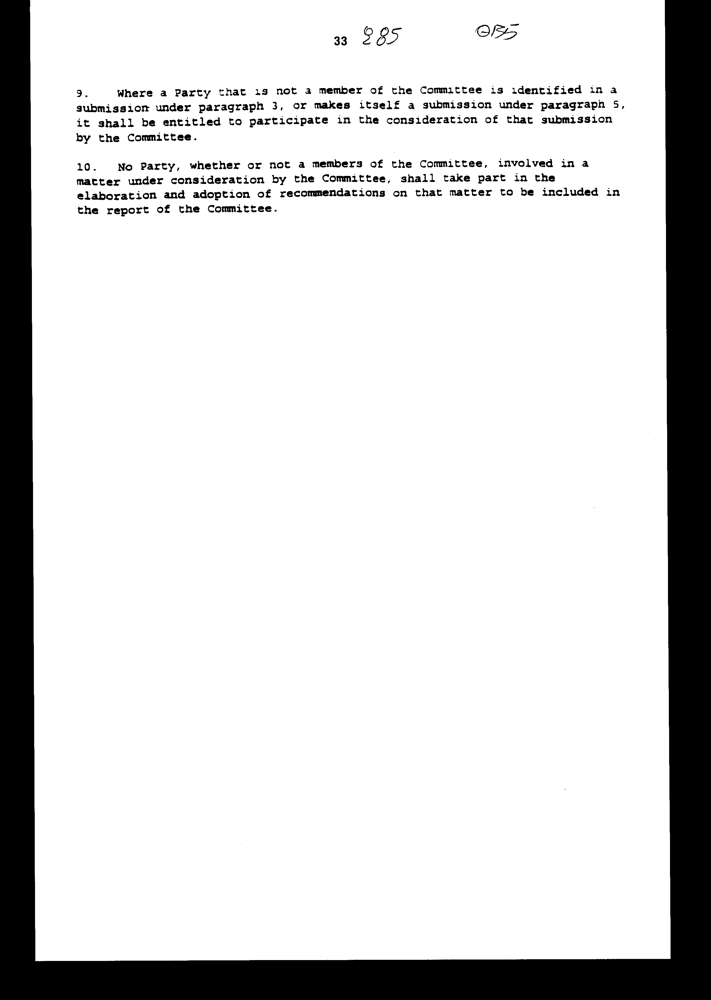 33 285
9. Where a Party that is not a member of the Committee is identified in a
submission under paragraph 3, or makes itself a submission under paragraph 5,
it shall be entitled to participate in the consideration of that submission
by the Committee.
10. No Party, whether or not a members of the Committee, involved in a
matter under consideration by the Committee, shall take part in the
elaboration and adoption of recommendations on that matter to be included in
the report of the Committee.